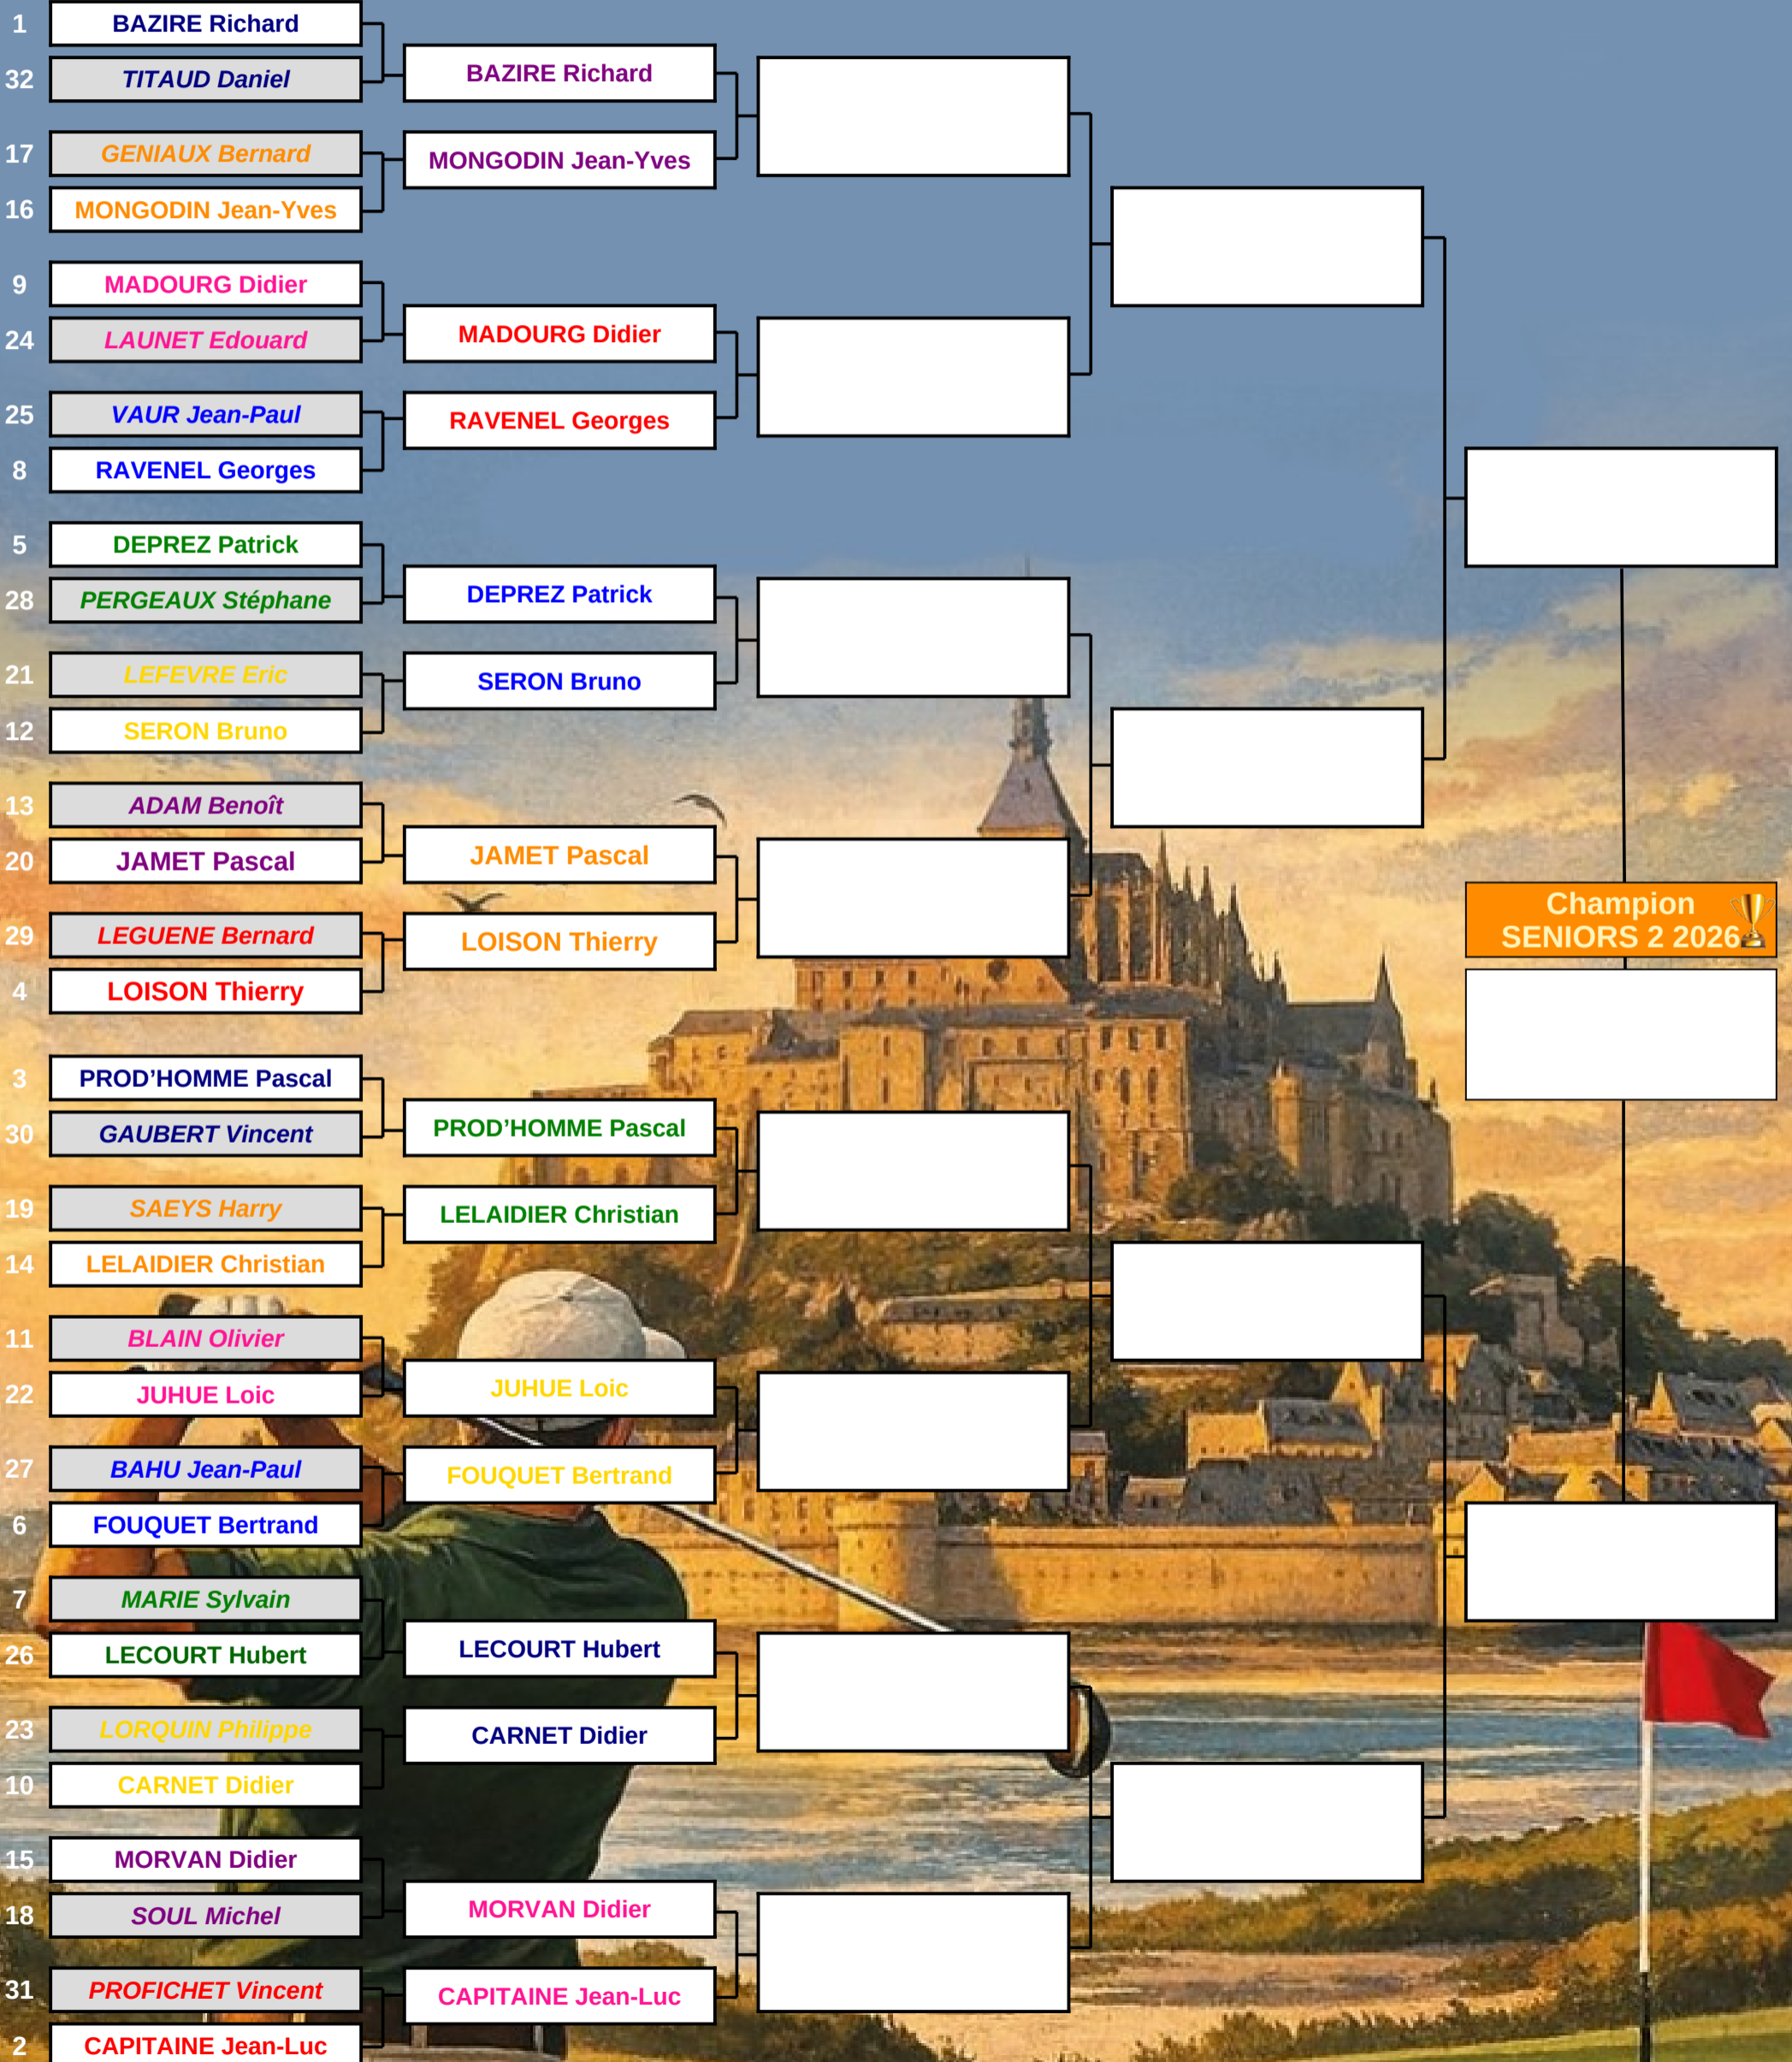 1
BAZIRE Richard
32
TITAUD Daniel
BAZIRE Richard
17
GENIAUX Bernard
MONGODIN Jean-Yves
16
MONGODIN Jean-Yves
9
MADOURG Didier
24
LAUNET Edouard
MADOURG Didier
25
VAUR Jean-Paul
RAVENEL Georges
8
RAVENEL Georges
5
DEPREZ Patrick
28
PERGEAUX Stéphane
DEPREZ Patrick
21
LEFEVRE Eric
SERON Bruno
12
SERON Bruno
13
ADAM Benoît
20
JAMET Pascal
JAMET Pascal
29
LEGUENE Bernard
LOISON Thierry
4
LOISON Thierry
Champion
SENIORS 2 2026
3
PROD’HOMME Pascal
30
GAUBERT Vincent
PROD’HOMME Pascal
19
SAEYS Harry
LELAIDIER Christian
14
LELAIDIER Christian
11
BLAIN Olivier
22
JUHUE Loic
JUHUE Loic
27
BAHU Jean-Paul
FOUQUET Bertrand
6
FOUQUET Bertrand
7
MARIE Sylvain
26
LECOURT Hubert
LECOURT Hubert
23
LORQUIN Philippe
CARNET Didier
10
CARNET Didier
15
MORVAN Didier
18
SOUL Michel
MORVAN Didier
31
PROFICHET Vincent
CAPITAINE Jean-Luc
2
CAPITAINE Jean-Luc